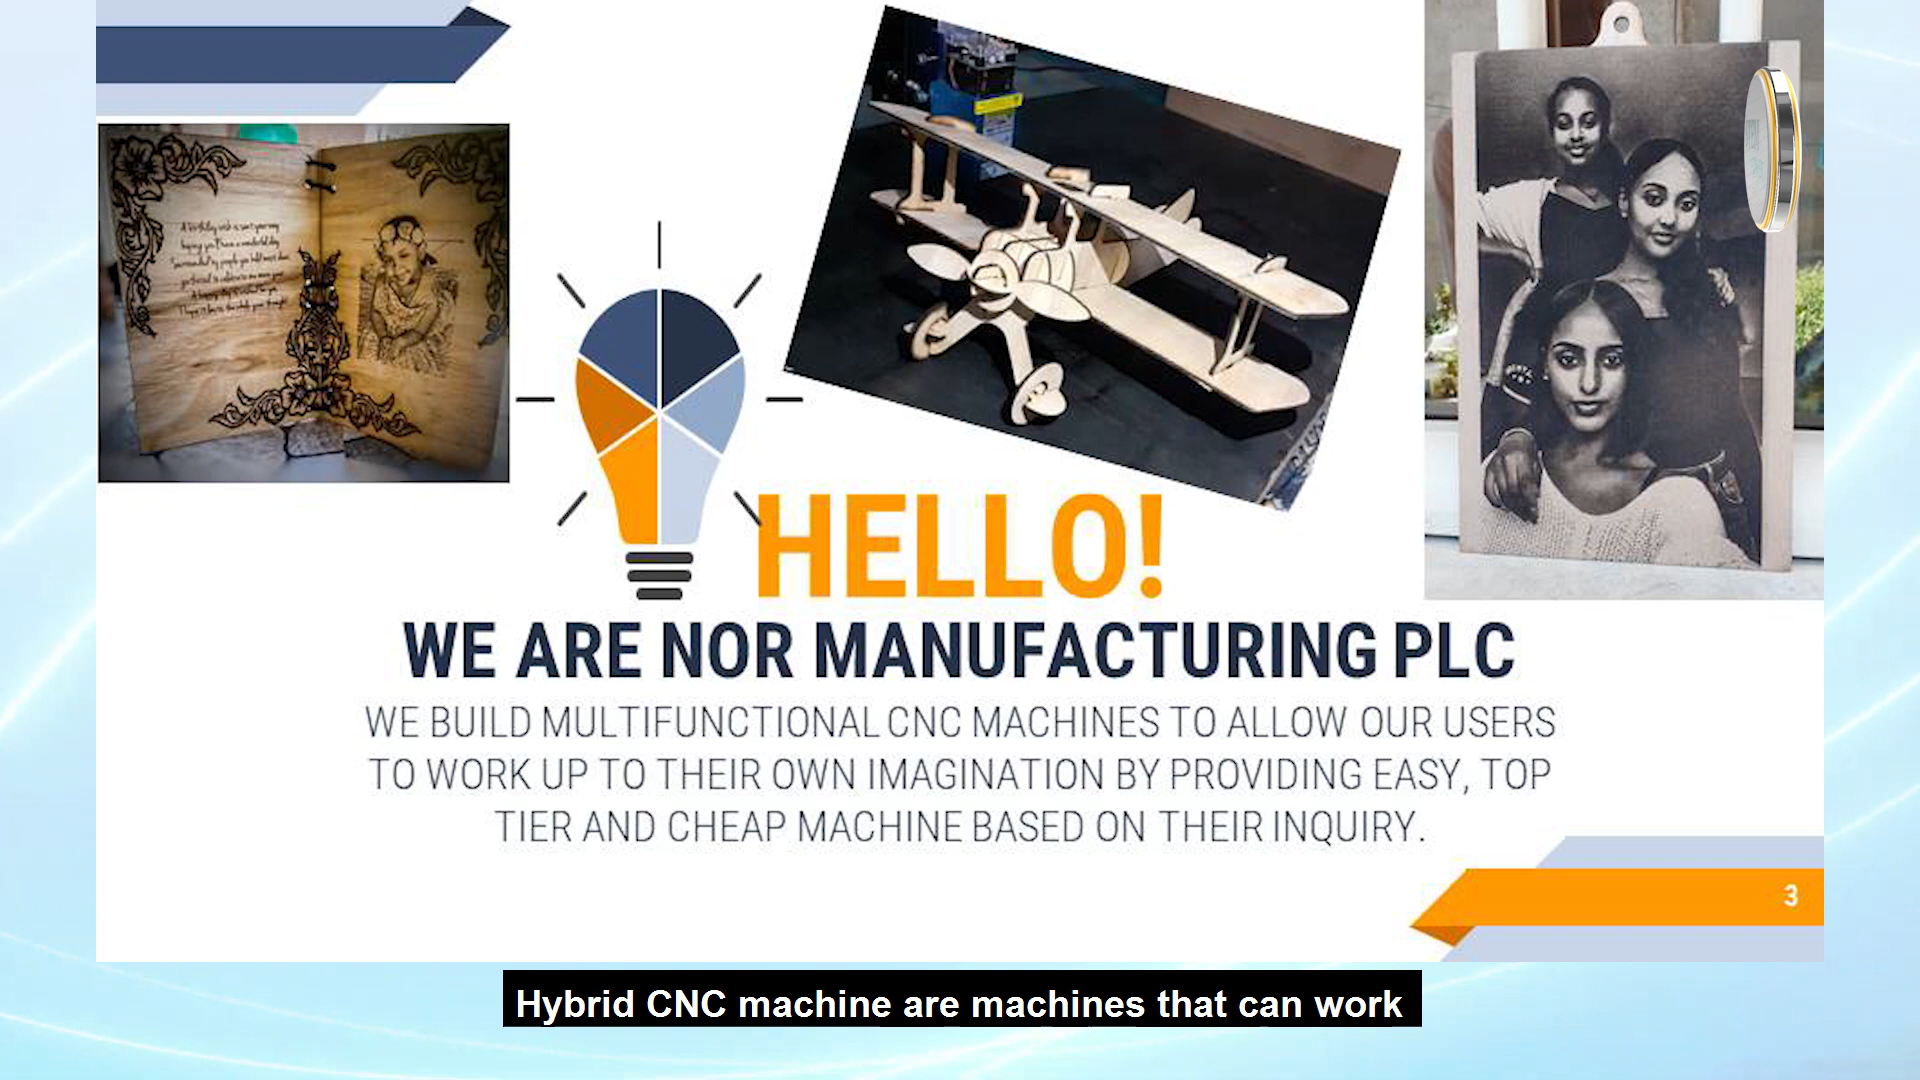 HELLO!
WE ARE NOR MANUFACTURING PLC
WE BUILD MULTIFUNCTIONAL CNC MACHINES TO ALLOW OUR USERS
TO WORK UP TO THEIR OWN IMAGINATION BY PROVIDING EASY, TOP
TIER AND CHEAP MACHINE BASED ON THEIR INQUIRY.
3
Hybrid CNC machine are machines that can work